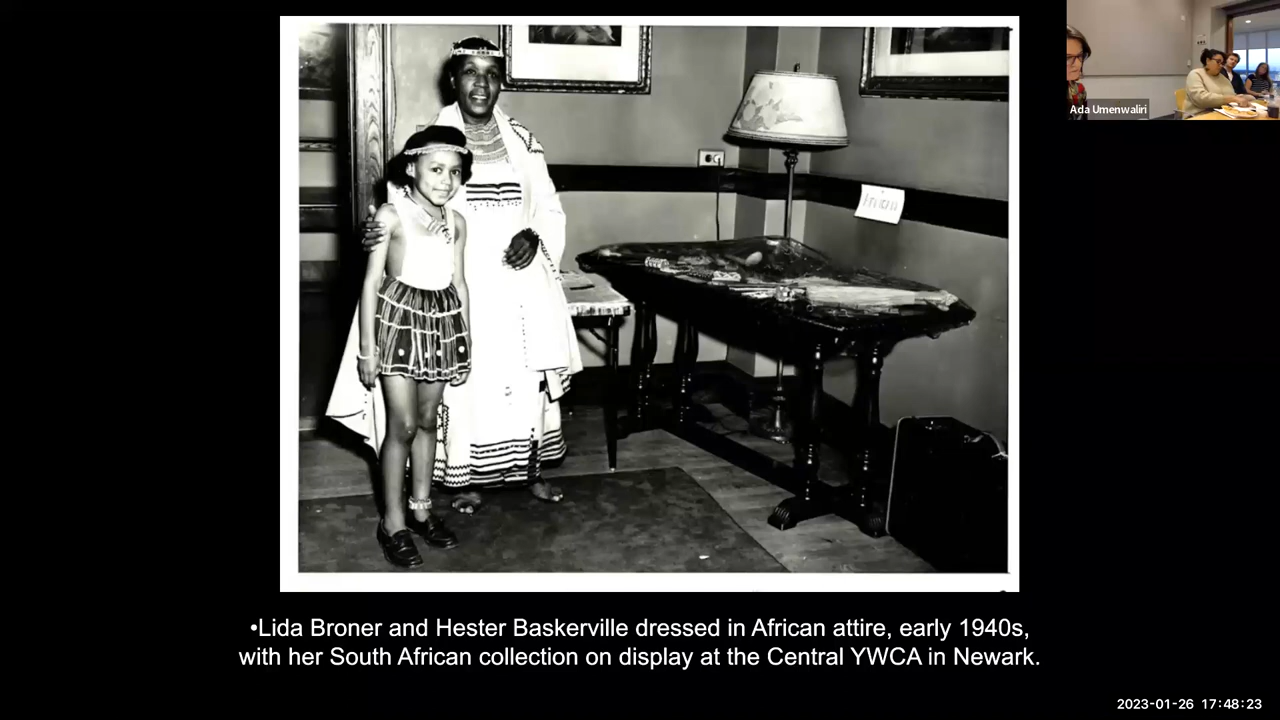 Ada Umenwaliri
•Lida Broner and Hester Baskerville dressed in African attire, early 1940s,
with her South African collection on display at the Central YWCA in Newark.
2023-01-26 17:48:23